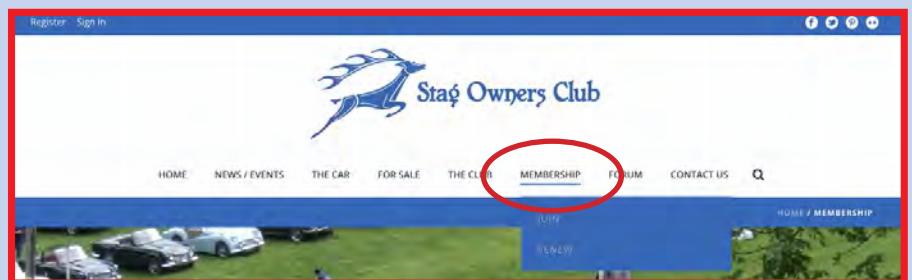 Register Sign In
Stag Owners Club
HOME NEWS / EVENTS THE CAR FOR SALE THE CLUB MEMBERSHIP FORUM CONTACT US
HOME / MEMBERSHIP
JOIN
RENEW